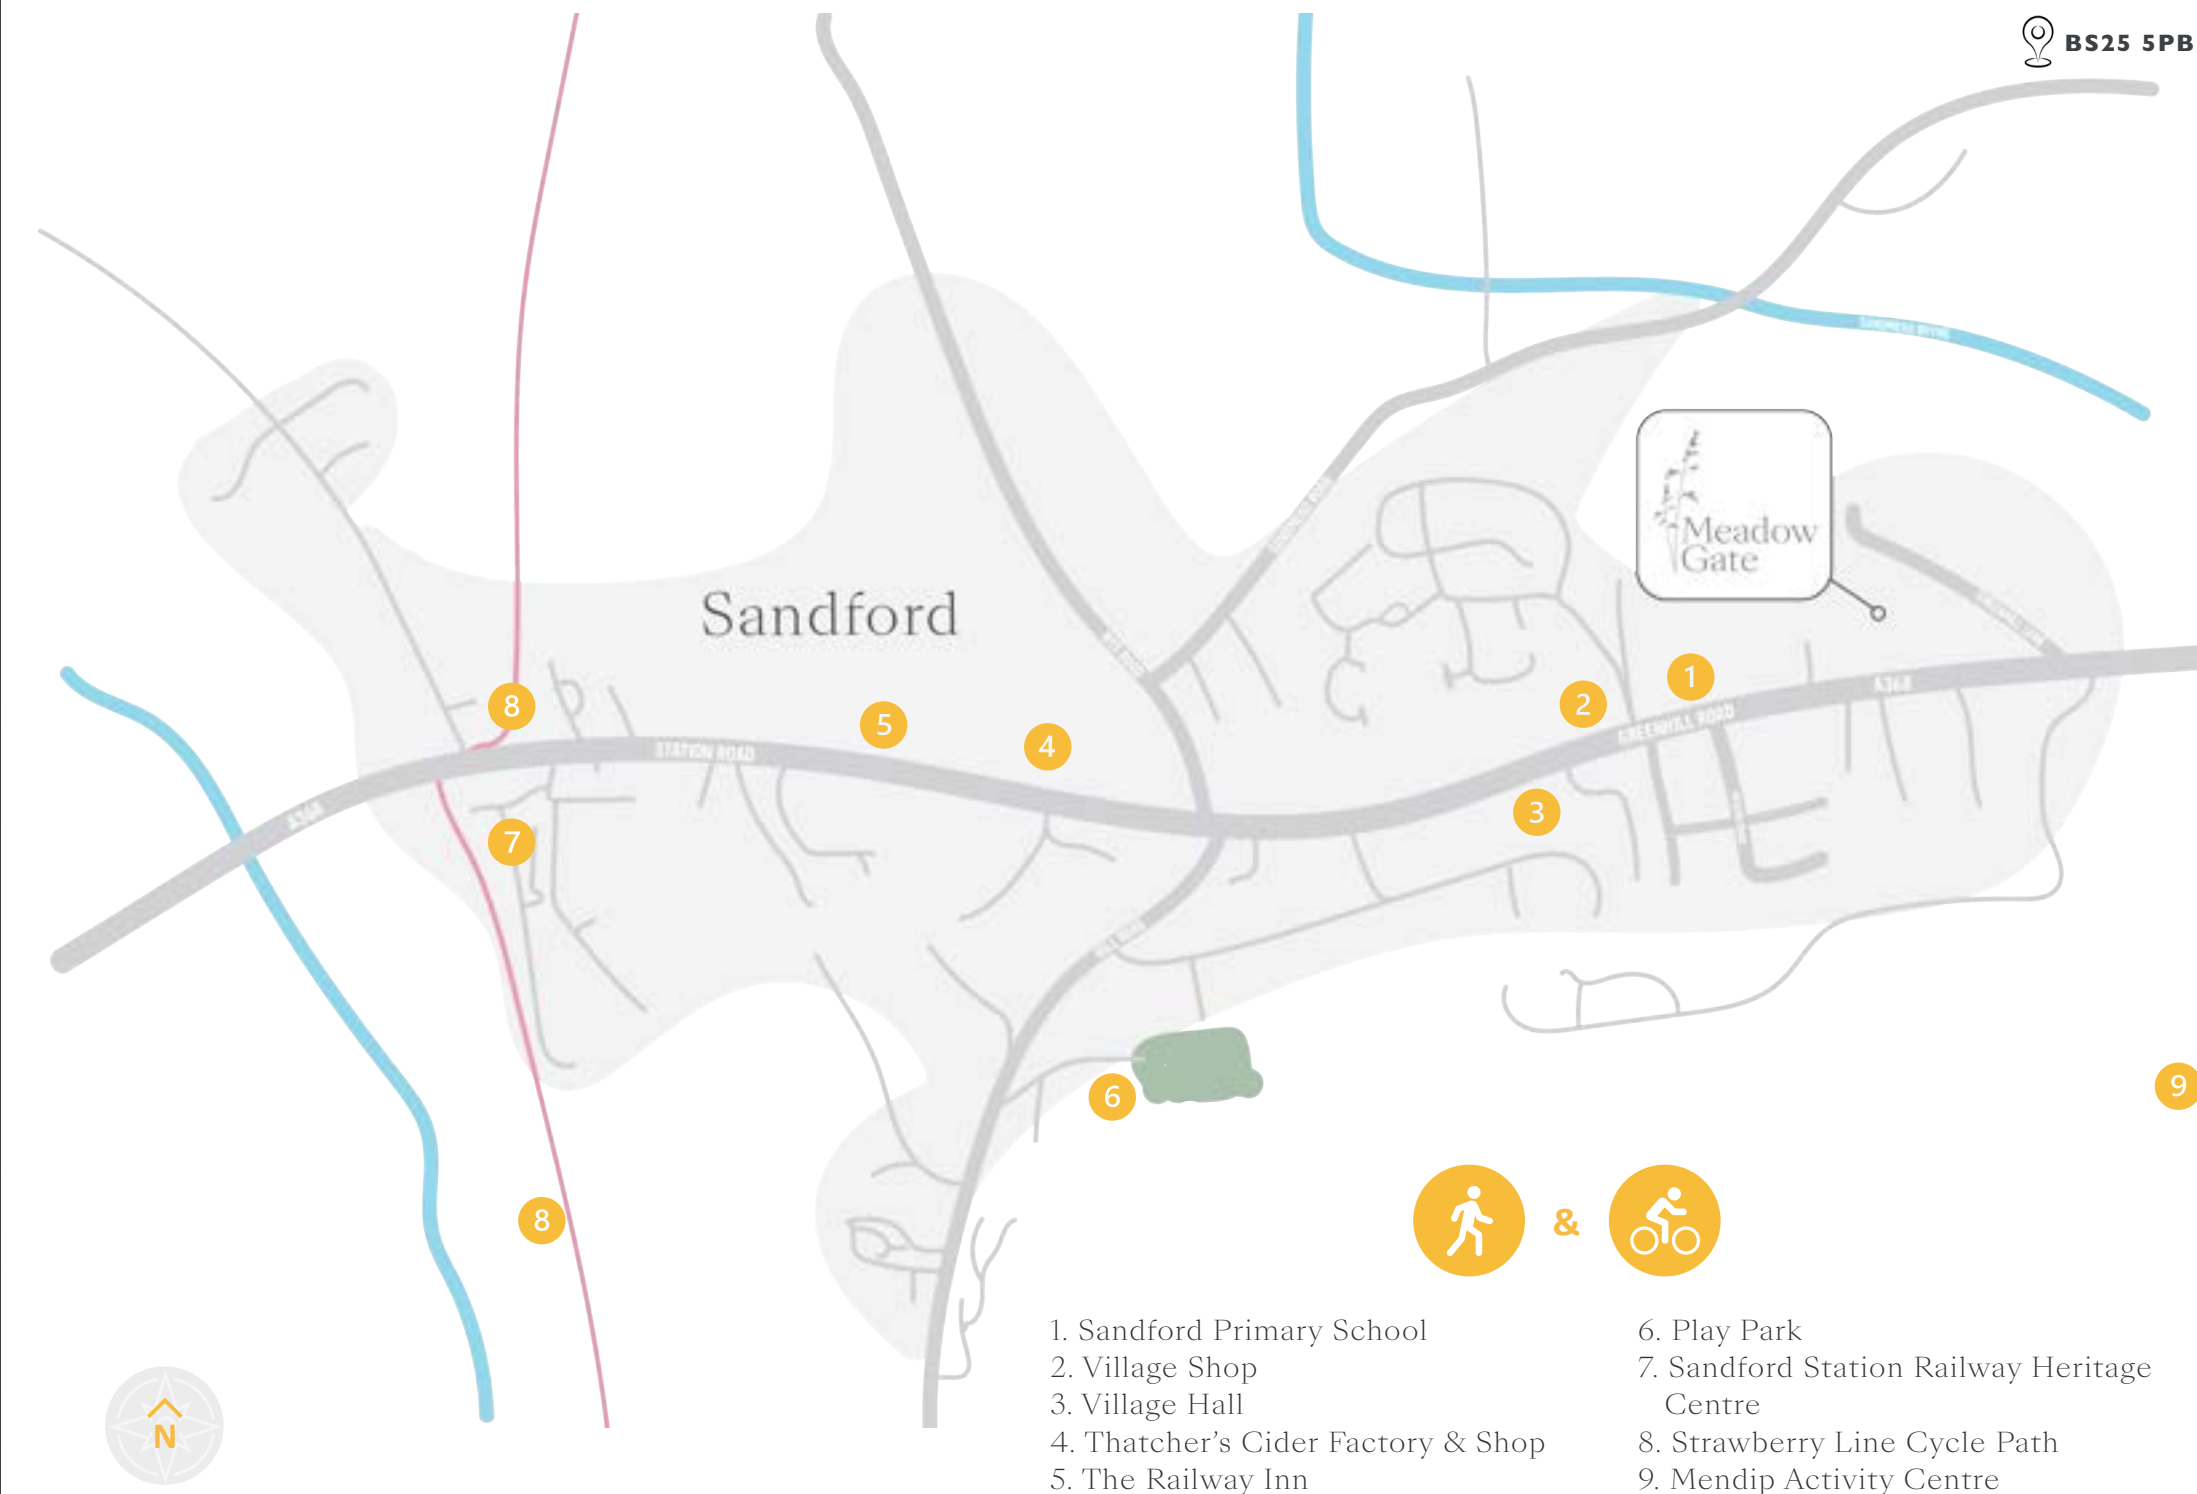 BS25 5PB
Meadow
Gate
Sandford
8
5
4
2
1
A368
GREENHILL ROAD
STATION ROAD
A368
3
7
HILL ROAD
6
9
8
&
N
1. Sandford Primary School
2. Village Shop
3. Village Hall
4. Thatcher's Cider Factory & Shop
5. The Railway Inn
6. Play Park
7. Sandford Station Railway Heritage
Centre
8. Strawberry Line Cycle Path
9. Mendip Activity Centre